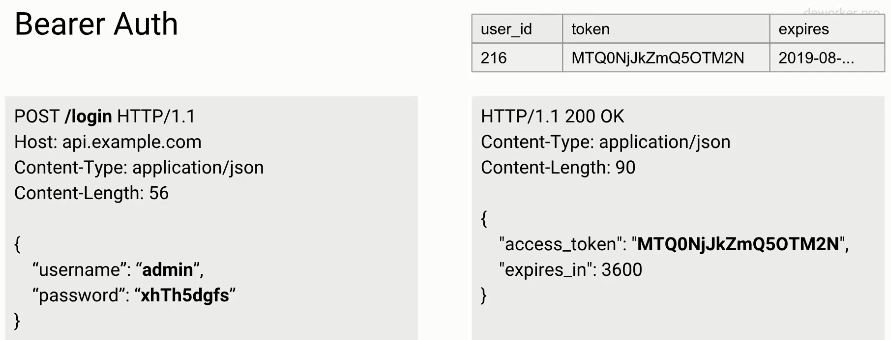 Bearer Auth
deworker.pro
user_id token expires
216 MTQ0NjJkZmQ5OTM2N 2019-08-...
POST /login HTTP/1.1
Host: api.example.com
Content-Type: application/json
Content-Length: 56
{
“username”: “admin”,
“password”: “xhTh5dgfs”
}
HTTP/1.1 200 OK
Content-Type: application/json
Content-Length: 90
{
"access_token": "MTQ0NjJkZmQ5OTM2N",
"expires_in": 3600
}